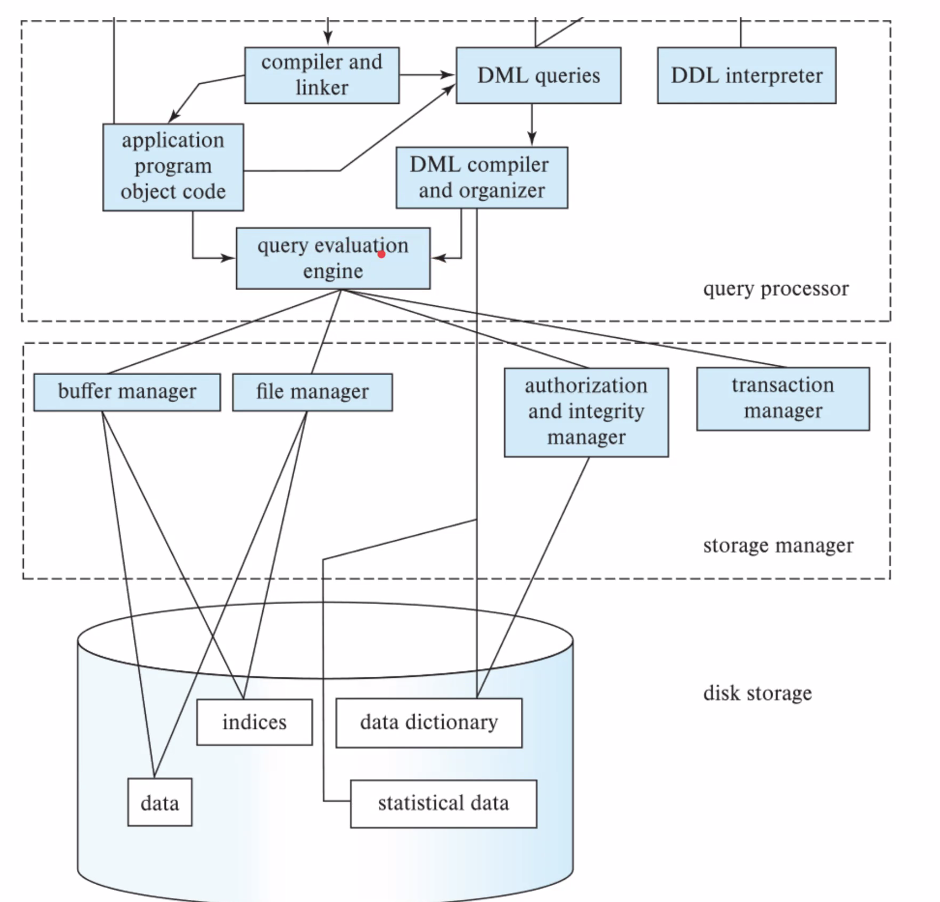 compiler and
linker
DML queries
DDL interpreter
application
program
object code
DML compiler
and organizer
query evaluation
engine
query processor
buffer manager
file manager
authorization
and integrity
manager
transaction
manager
storage manager
disk storage
indices
data dictionary
data
statistical data